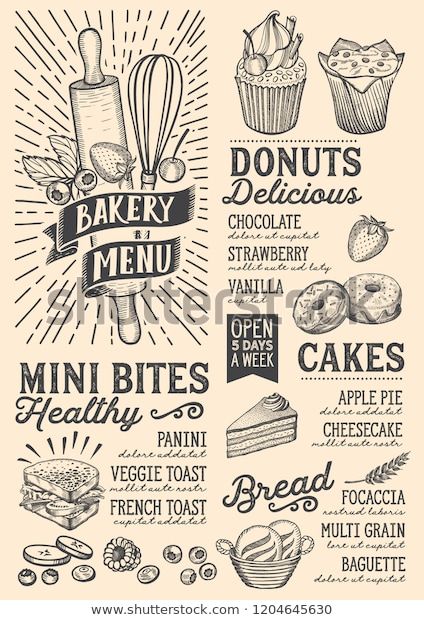 BAKERY
MENU
MINI BITES
Healthy
PANINI
dolore addatat
VEGGIE TOAST
mollit aute nostr
FRENCH TOAST
cupitat addatat
DONUTS
Delicious
CHOCOLATE
dolore ut cupitat
STRAWBERRY
mollit aute ud laty
VANILLA
cupitat
OPEN
5 DAYS
A WEEK
CAKES
APPLE PIE
dolore addatat
CHEESECAKE
mollit aute nostr
Bread
FOCACCIA
nostrud laboris
MULTI GRAIN
lore ut cupitat
BAGUETTE
dolore ut cupitat
shutterstock
www.shutterstock.com · 1204645630